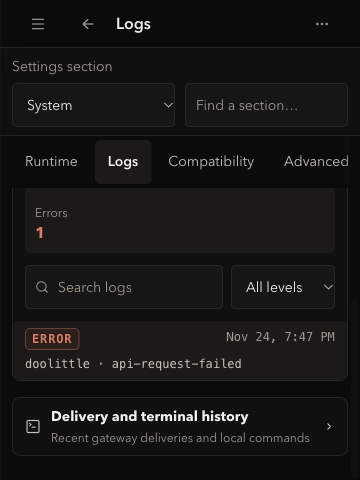 Logs
Settings section
System
Find a section…
Runtime
Logs
Compatibility
Advanced
Errors
1
Search logs
All levels
ERROR
Nov 24, 7:47 PM
doolittle · api-request-failed
Delivery and terminal history
Recent gateway deliveries and local commands